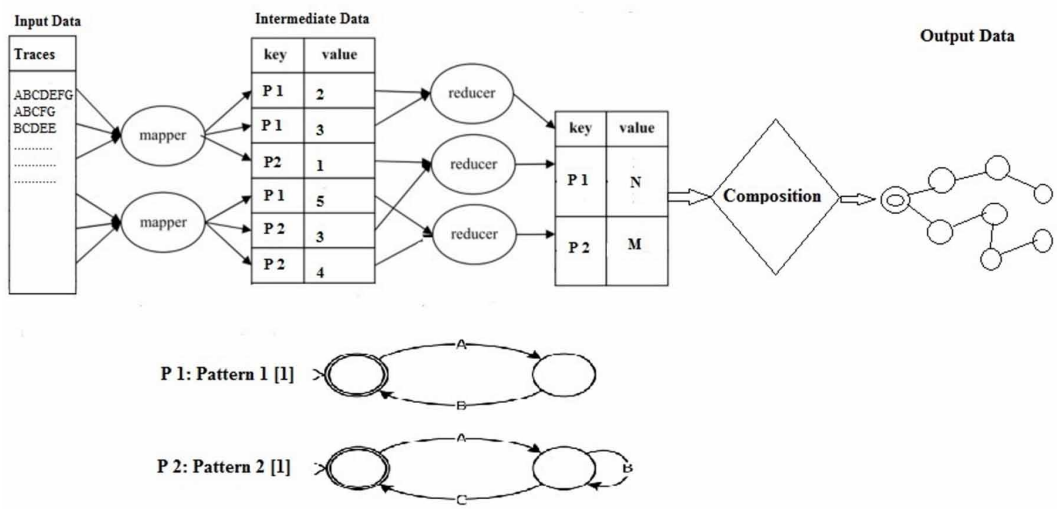 Input Data
Intermediate Data
Output Data
Traces
ABCDEFG
ABCFG
BCDEE
...........
............
............
mapper
mapper
key value
P 1 2
P 1 3
P2 1
P 1 5
P 2 3
P 2 4
reducer
reducer
reducer
key value
P 1 N
P 2 M
Composition
P 1: Pattern 1 [1]
A
B
P 2: Pattern 2 [1]
A
B
C